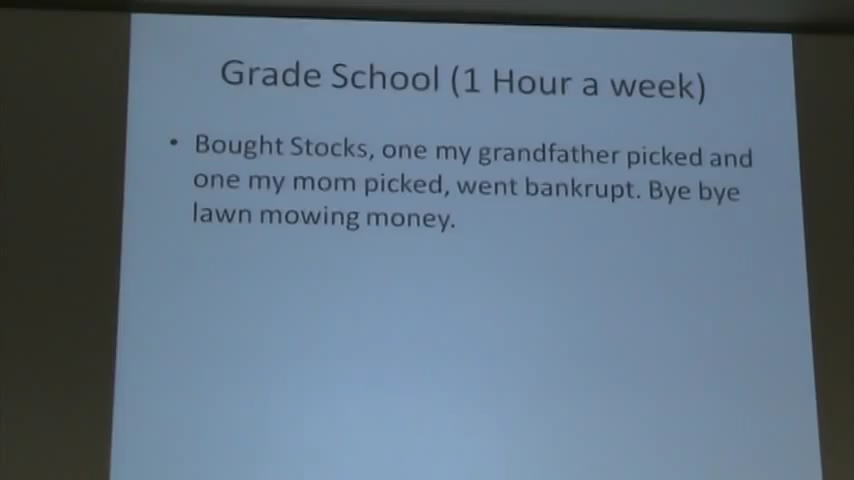 Grade School (1 Hour a week)
• Bought Stocks, one my grandfather picked and
one my mom picked, went bankrupt. Bye bye
lawn mowing money.